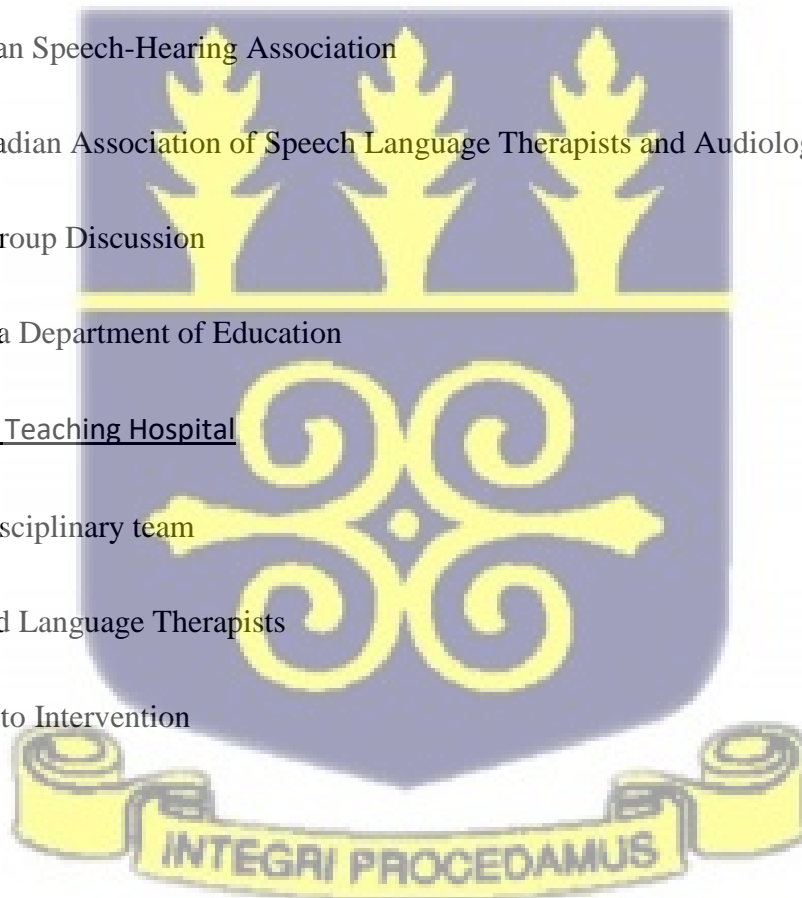 an Speech-Hearing Association
adian Association of Speech Language Therapists and Audiolog
roup Discussion
a Department of Education
Teaching Hospital
sciplinary team
d Language Therapists
to Intervention
INTEGRI PROCEDAMUS